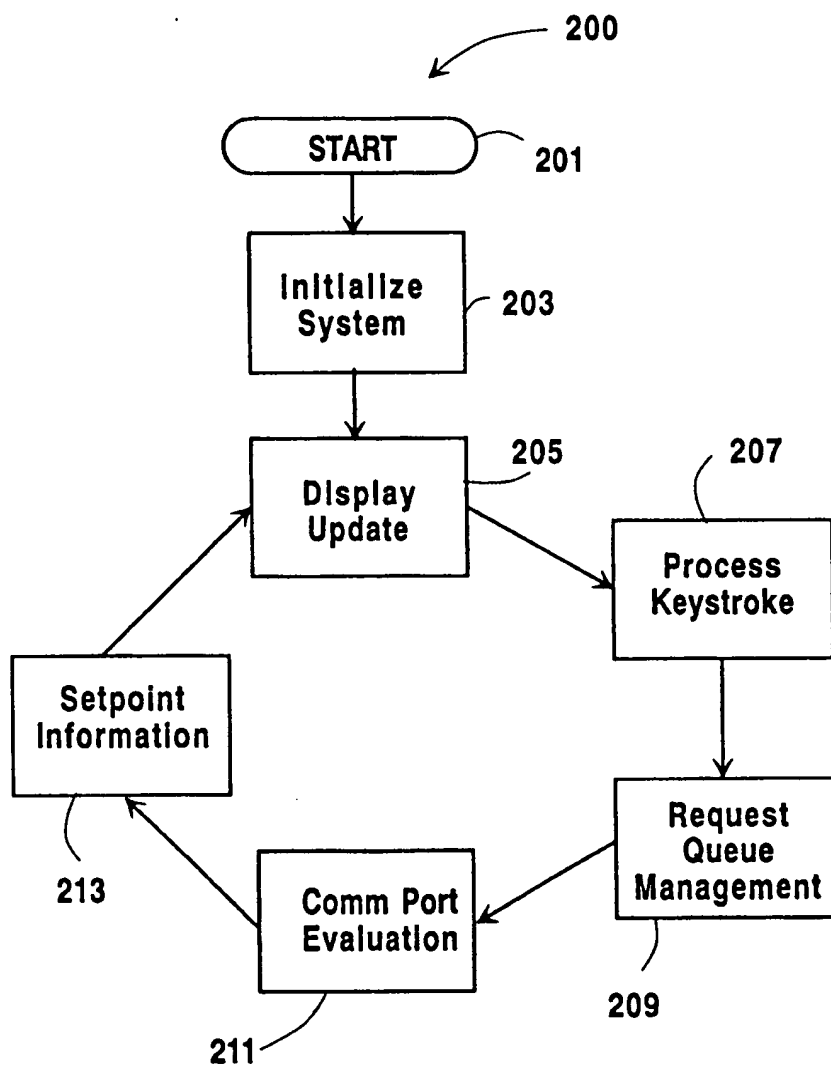 200
START
201
Initialize
System
203
Display
Update
205
207
Process
Keystroke
Setpoint
Information
213
Request
Queue
Management
209
Comm Port
Evaluation
211